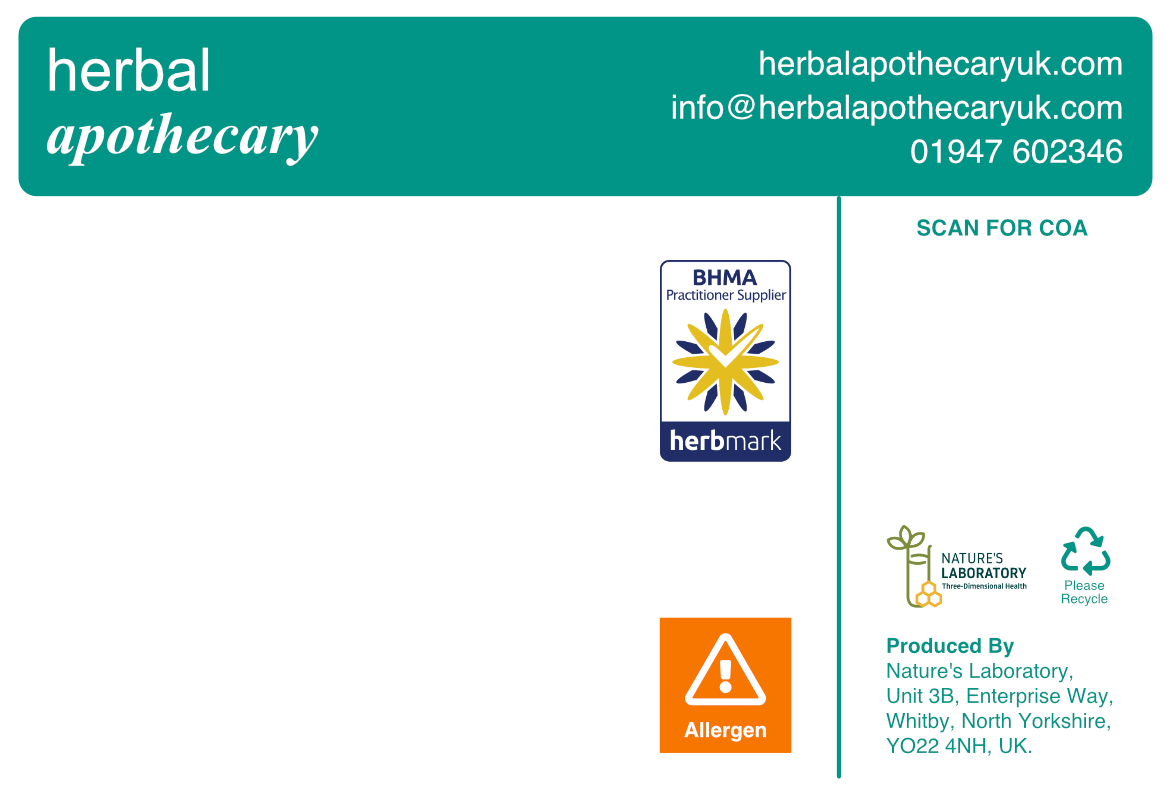 herbal
apothecary
herbalapothecaryuk.com
info@herbalapothecaryuk.com
01947 602346
BHMA
Practitioner Supplier
herbmark
Allergen
SCAN FOR COA
NATURE'S
LABORATORY
Three-Dimensional Health
Please
Recycle
Produced By
Nature's Laboratory,
Unit 3B, Enterprise Way,
Whitby, North Yorkshire,
YO22 4NH, UK.